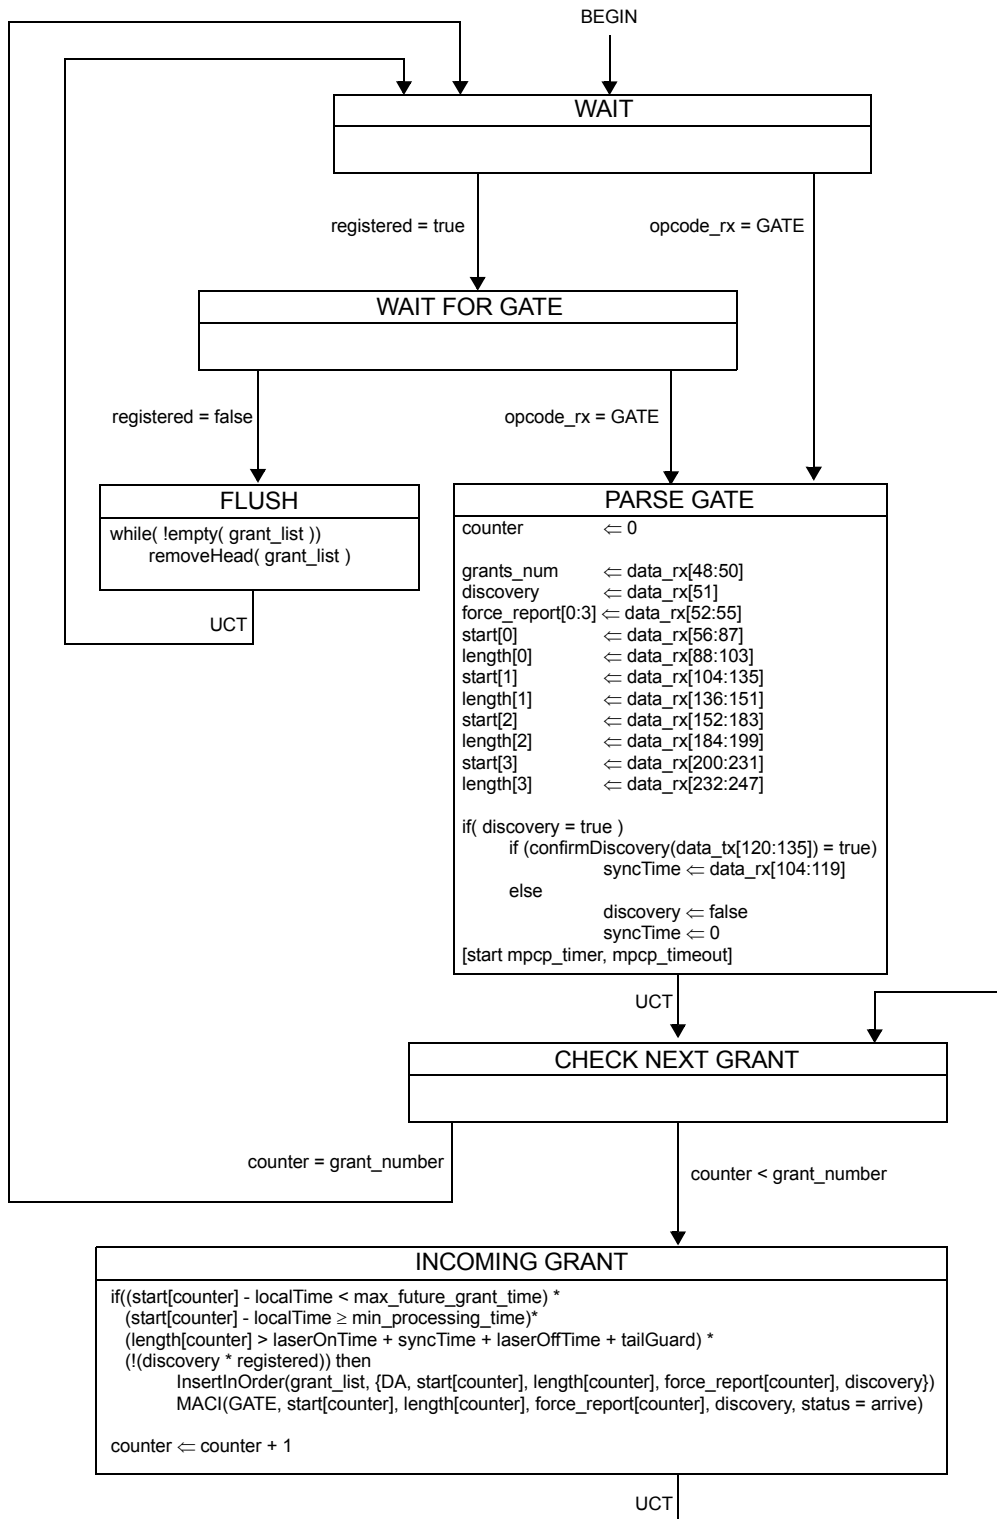 BEGIN
WAIT
registered = true
opcode_rx = GATE
WAIT FOR GATE
registered = false
opcode_rx = GATE
FLUSH
while( !empty( grant_list ))
removeHead( grant_list )
UCT
PARSE GATE
counter ⇐ 0
grants_num ⇐ data_rx[48:50]
discovery ⇐ data_rx[51]
force_report[0:3] ⇐ data_rx[52:55]
start[0] ⇐ data_rx[56:87]
length[0] ⇐ data_rx[88:103]
start[1] ⇐ data_rx[104:135]
length[1] ⇐ data_rx[136:151]
start[2] ⇐ data_rx[152:183]
length[2] ⇐ data_rx[184:199]
start[3] ⇐ data_rx[200:231]
length[3] ⇐ data_rx[232:247]
if( discovery = true )
if (confirmDiscovery(data_tx[120:135]) = true)
syncTime ⇐ data_rx[104:119]
else
discovery ⇐ false
syncTime ⇐ 0
[start mpcp_timer, mpcp_timeout]
UCT
CHECK NEXT GRANT
counter = grant_number
counter < grant_number
INCOMING GRANT
if((start[counter] - localTime < max_future_grant_time) *
(start[counter] - localTime ≥ min_processing_time)*
(length[counter] > laserOnTime + syncTime + laserOffTime + tailGuard) *
(!(discovery * registered)) then
InsertInOrder(grant_list, {DA, start[counter], length[counter], force_report[counter], discovery})
MACI(GATE, start[counter], length[counter], force_report[counter], discovery, status = arrive)
counter ⇐ counter + 1
UCT